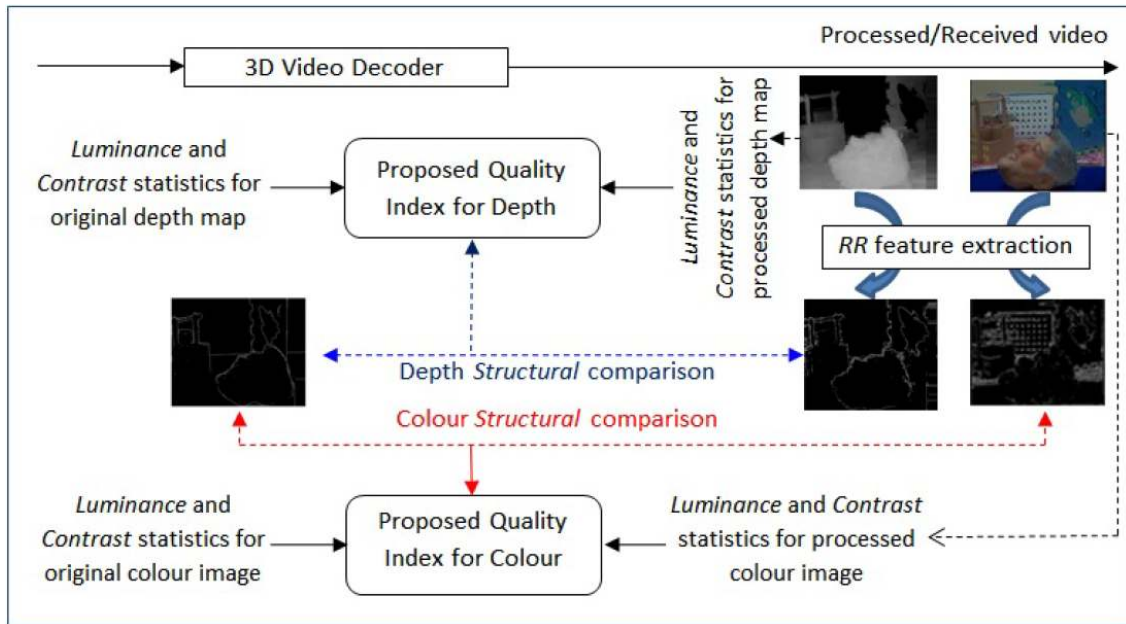 Processed/Received video
3D Video Decoder
Luminance and
Contrast statistics for
original depth map
Proposed Quality
Index for Depth
Luminance and
Contrast statistics for
processed depth map
RR feature extraction
Depth Structural comparison
Colour Structural comparison
Luminance and
Contrast statistics for
original colour image
Proposed Quality
Index for Colour
Luminance and Contrast
statistics for processed
colour image